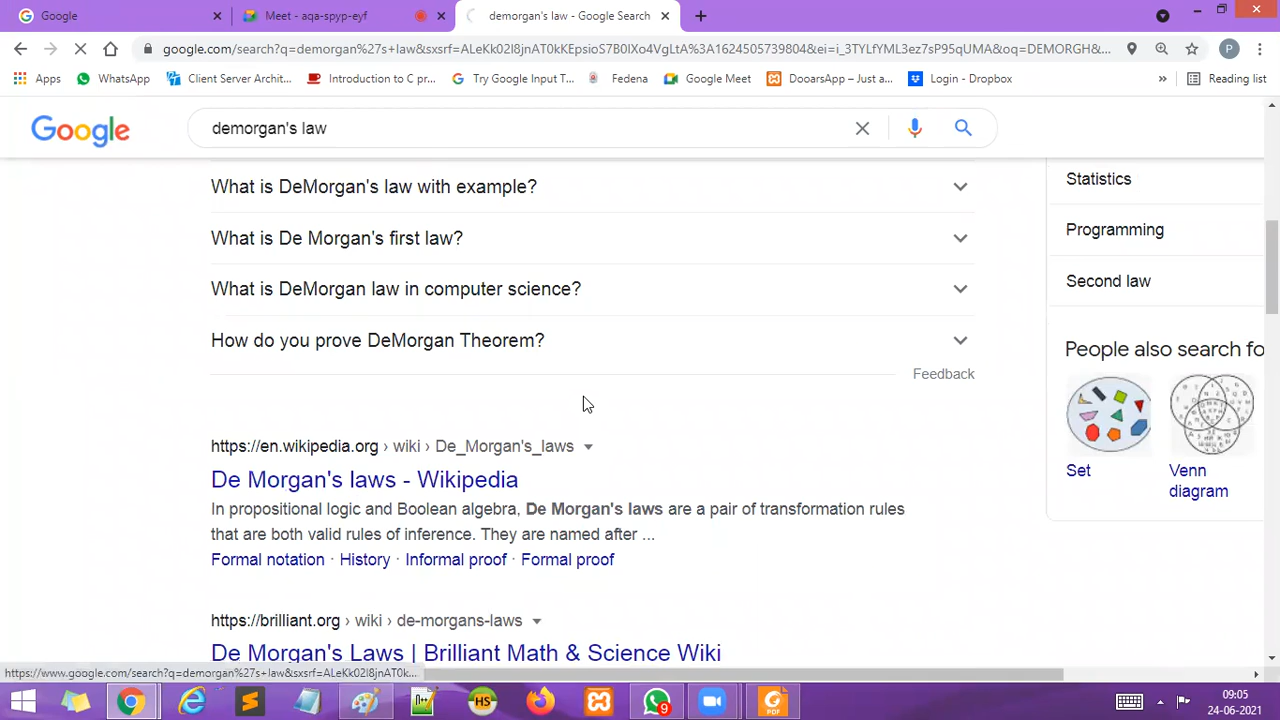 Google
Meet - aqa-spyp-eyf
demorgan's law - Google Search
google.com/search?q=demorgan%27s+law&sxsrf=ALeKk02l8jnAT0kKEpsioS7B0lXo4VgLtA%3A1624505739804&ei=i_3TYLfYML3ez7sP95qUMA&oq=DEMORGH&...
P
Apps
WhatsApp
Client Server Archit...
Introduction to C pr...
Try Google Input T...
Fedena
Google Meet
DooarsApp – Just a...
Login - Dropbox
»
Reading list
Google
demorgan's law
What is DeMorgan's law with example?
What is De Morgan's first law?
What is DeMorgan law in computer science?
How do you prove DeMorgan Theorem?
Feedback
https://en.wikipedia.org › wiki › De_Morgan's_laws
De Morgan's laws - Wikipedia
In propositional logic and Boolean algebra, De Morgan's laws are a pair of transformation rules
that are both valid rules of inference. They are named after ...
Formal notation · History · Informal proof · Formal proof
https://brilliant.org › wiki › de-morgans-laws
De Morgan's Laws | Brilliant Math & Science Wiki
Statistics
Programming
Second law
People also search fo
Set
Venn
diagram
https://www.google.com/search?q=demorgan%27s+law&sxsrf=ALeKk02l8jnAT0k...
HS
9
PDF
09:05
24-06-2021